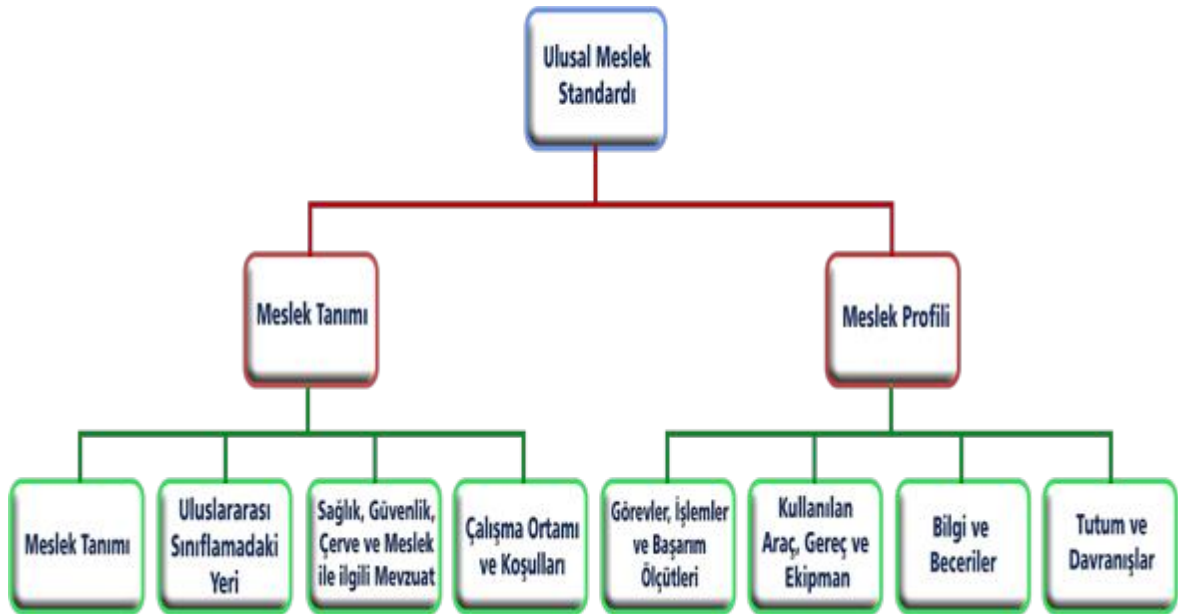 Ulusal Meslek
Standardı
Meslek Tanımı
Meslek Profili
Meslek Tanımı
Uluslararası
Sınıflamadaki
Yeri
Sağlık, Güvenlik,
Çerve ve Meslek
ile ilgili Mevzuat
Çalışma Ortamı
ve Koşulları
Görevler, İşlemler
ve Başarım
Ölçütleri
Kullanılan
Araç, Gereç ve
Ekipman
Bilgi ve
Beceriler
Tutum ve
Davranışlar